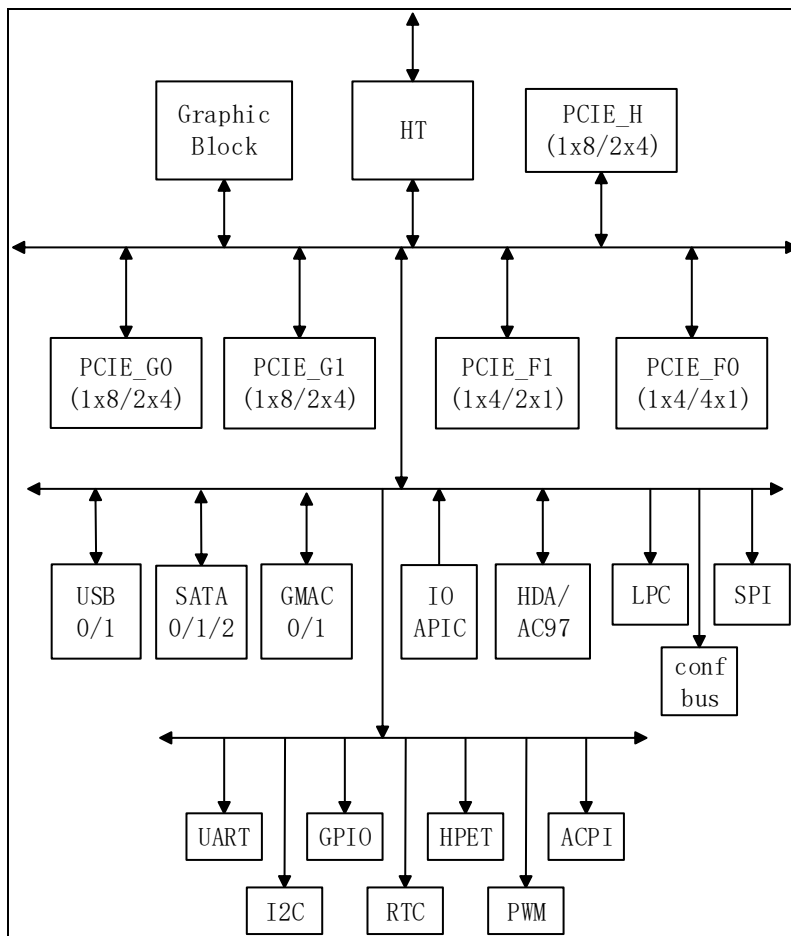 Graphic
Block
HT
PCIE_H
(1x8/2x4)
PCIE_G0
(1x8/2x4)
PCIE_G1
(1x8/2x4)
PCIE_F1
(1x4/2x1)
PCIE_F0
(1x4/4x1)
USB
0/1
SATA
0/1/2
GMAC
0/1
IO
APIC
HDA/
AC97
LPC
conf
bus
SPI
UART
GPIO
HPET
ACPI
I2C
RTC
PWM